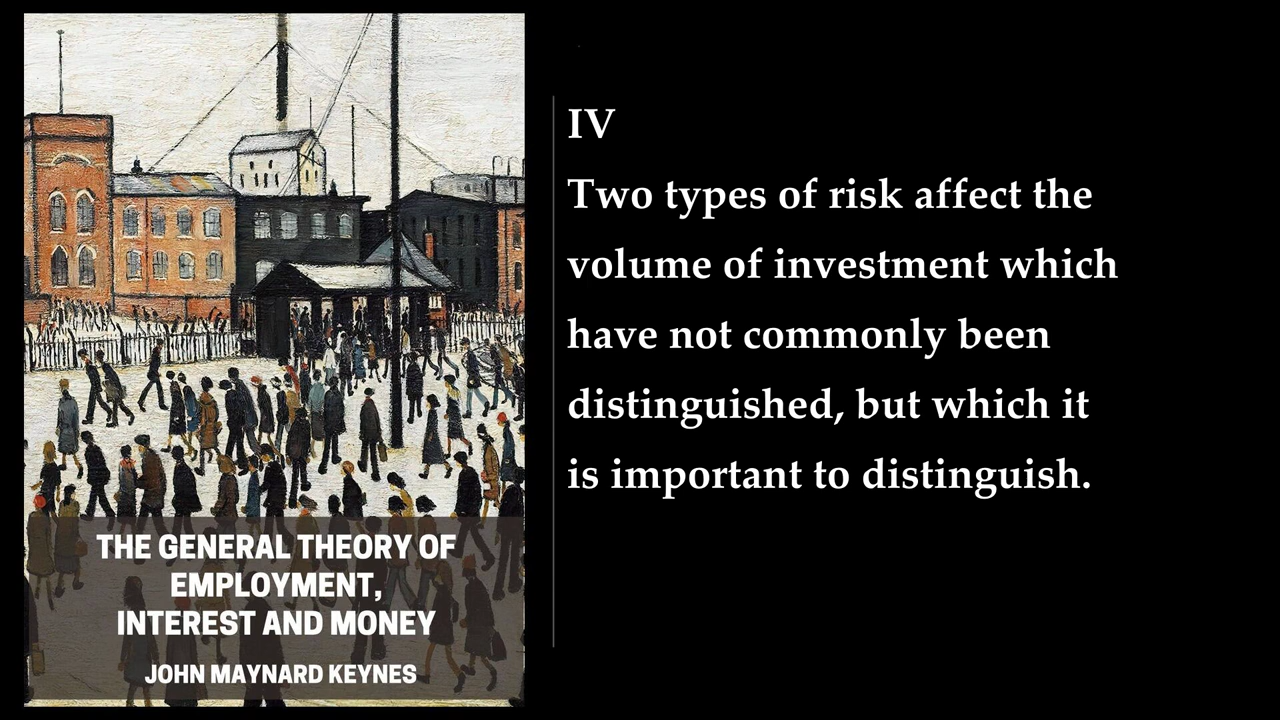 IV
Two types of risk affect the
volume of investment which
have not commonly been
distinguished, but which it
is important to distinguish.
THE GENERAL THEORY OF
EMPLOYMENT,
INTEREST AND MONEY
JOHN MAYNARD KEYNES